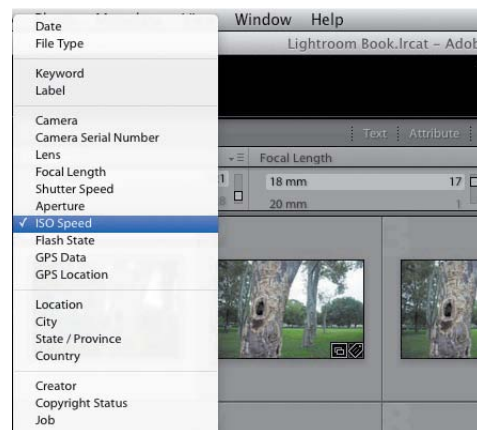 Window Help
Lightroom Book.lrcat – Adob
Date
File Type
Keyword
Label
Camera
Camera Serial Number
Lens
Focal Length
Shutter Speed
Aperture
✓ ISO Speed
Flash State
GPS Data
GPS Location
Location
City
State / Province
Country
Creator
Copyright Status
Job
Text Attribute
Focal Length
18 mm 17
20 mm 1